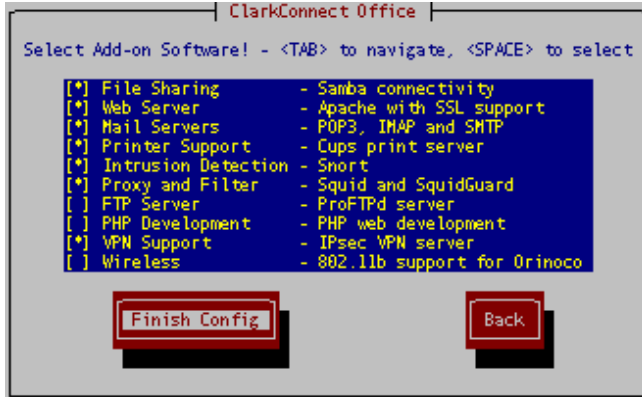 ClarkConnect Office
Select Add-on Software! - <TAB> to navigate, <SPACE> to select
[*] File Sharing - Samba connectivity
[*] Web Server - Apache with SSL support
[*] Mail Servers - POP3, IMAP and SMTP
[*] Printer Support - Cups print server
[*] Intrusion Detection - Snort
[*] Proxy and Filter - Squid and SquidGuard
[ ] FTP Server - ProFTPd server
[ ] PHP Development - PHP web development
[*] VPN Support - IPsec VPN server
[ ] Wireless - 802.11b support for Orinoco
Finish Config Back